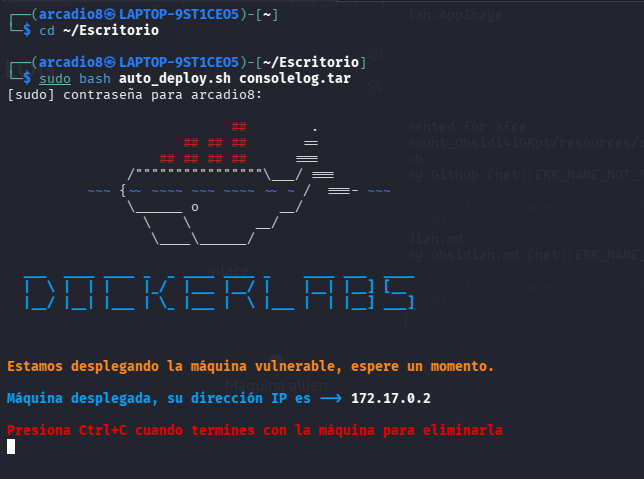 ┌──(arcadio8㉿LAPTOP-9ST1CEO5)-[~]
└─$ cd ~/Escritorio
┌──(arcadio8㉿LAPTOP-9ST1CEO5)-[~/Escritorio]
└─$ sudo bash auto_deploy.sh consolelog.tar
[sudo] contraseña para arcadio8:
DOCKERLABS
Estamos desplegando la máquina vulnerable, espere un momento.
Máquina desplegada, su dirección IP es --> 172.17.0.2
Presiona Ctrl+C cuando termines con la máquina para eliminarla